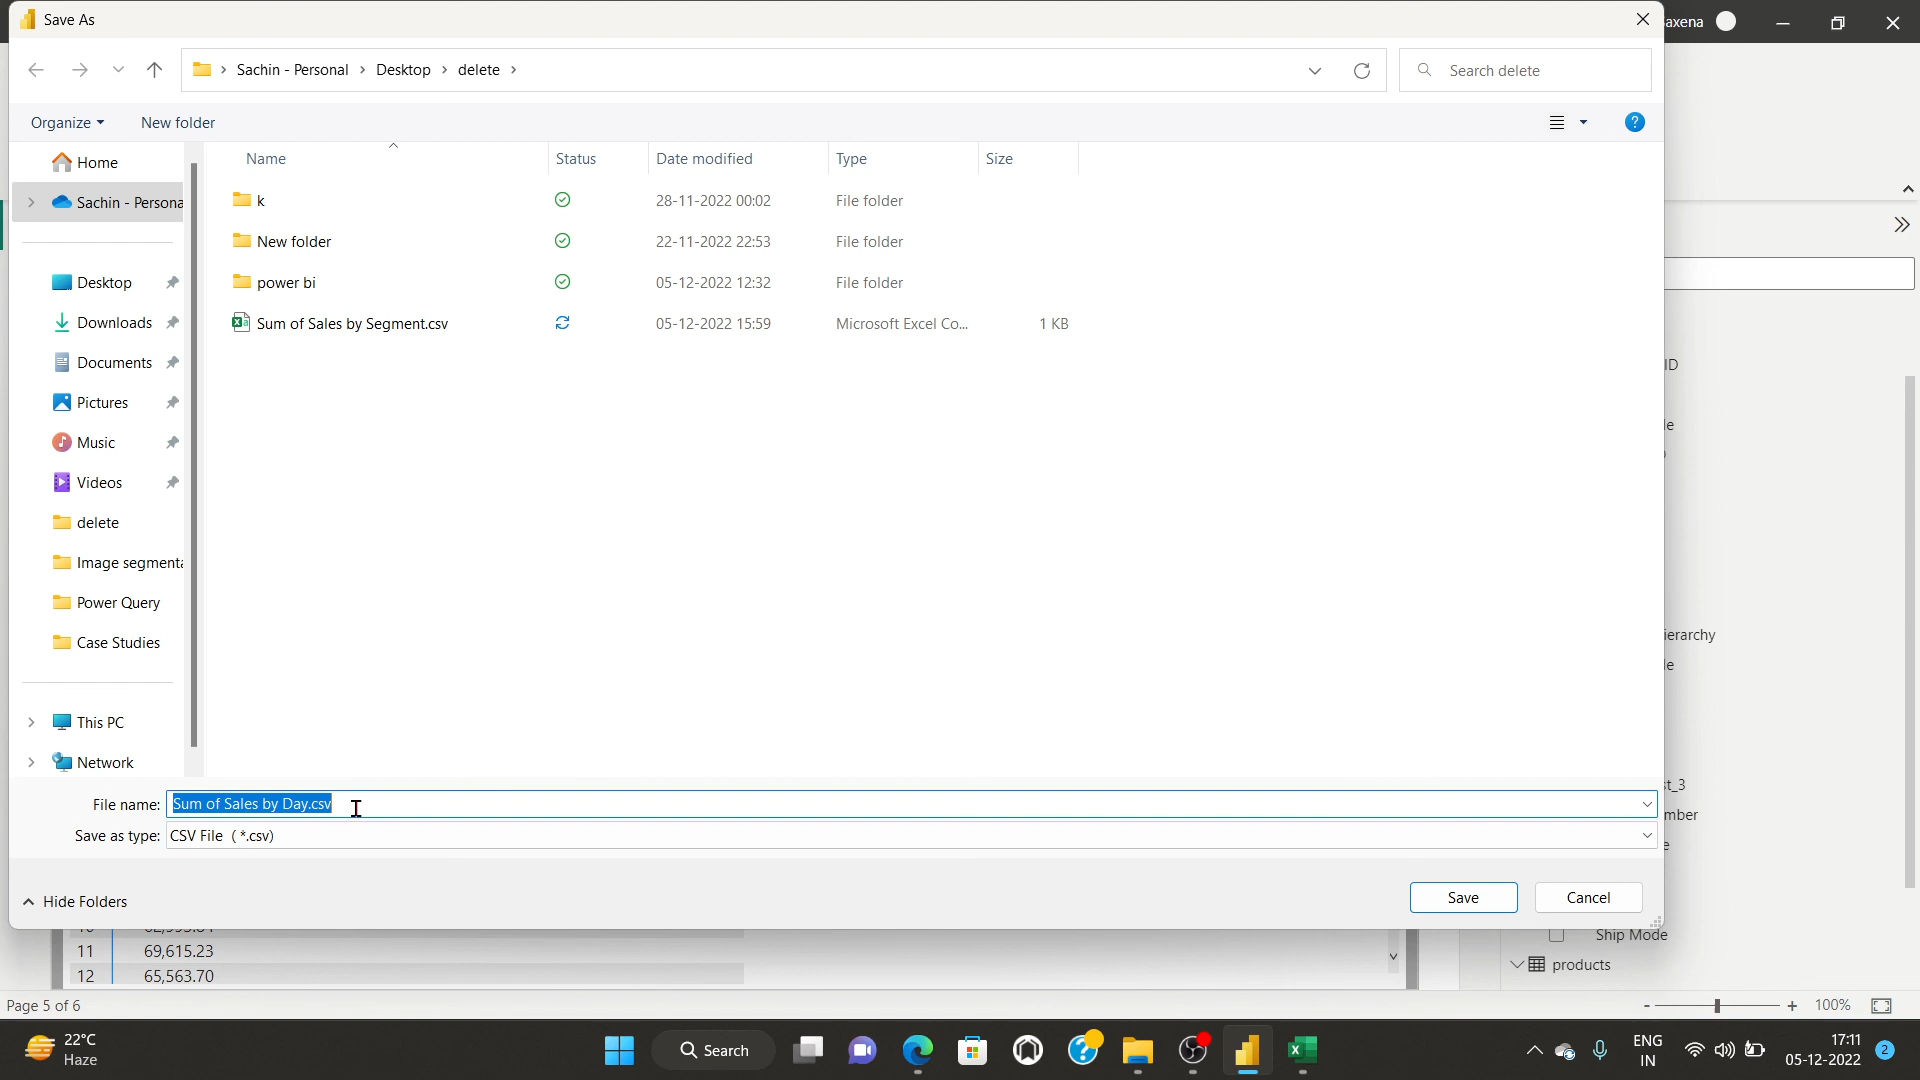 Save As
axena
Sachin - Personal
Desktop
delete
Search delete
Organize
New folder
Name
Status
Date modified
Type
Size
Home
Sachin - Persona
k
28-11-2022 00:02
File folder
New folder
22-11-2022 22:53
File folder
power bi
05-12-2022 12:32
File folder
Sum of Sales by Segment.csv
05-12-2022 15:59
Microsoft Excel Co...
1 KB
Desktop
Downloads
Documents
Pictures
Music
Videos
delete
Image segmenta
Power Query
Case Studies
This PC
Network
ID
le
ierarchy
le
t_3
mber
e
File name:
Sum of Sales by Day.csv
Save as type:
CSV File (*.csv)
Hide Folders
Save
Cancel
11
69,615.23
12
65,563.70
Ship Mode
products
Page 5 of 6
- + 100%
22°C
Haze
Search
ENG
IN
17:11
05-12-2022
2